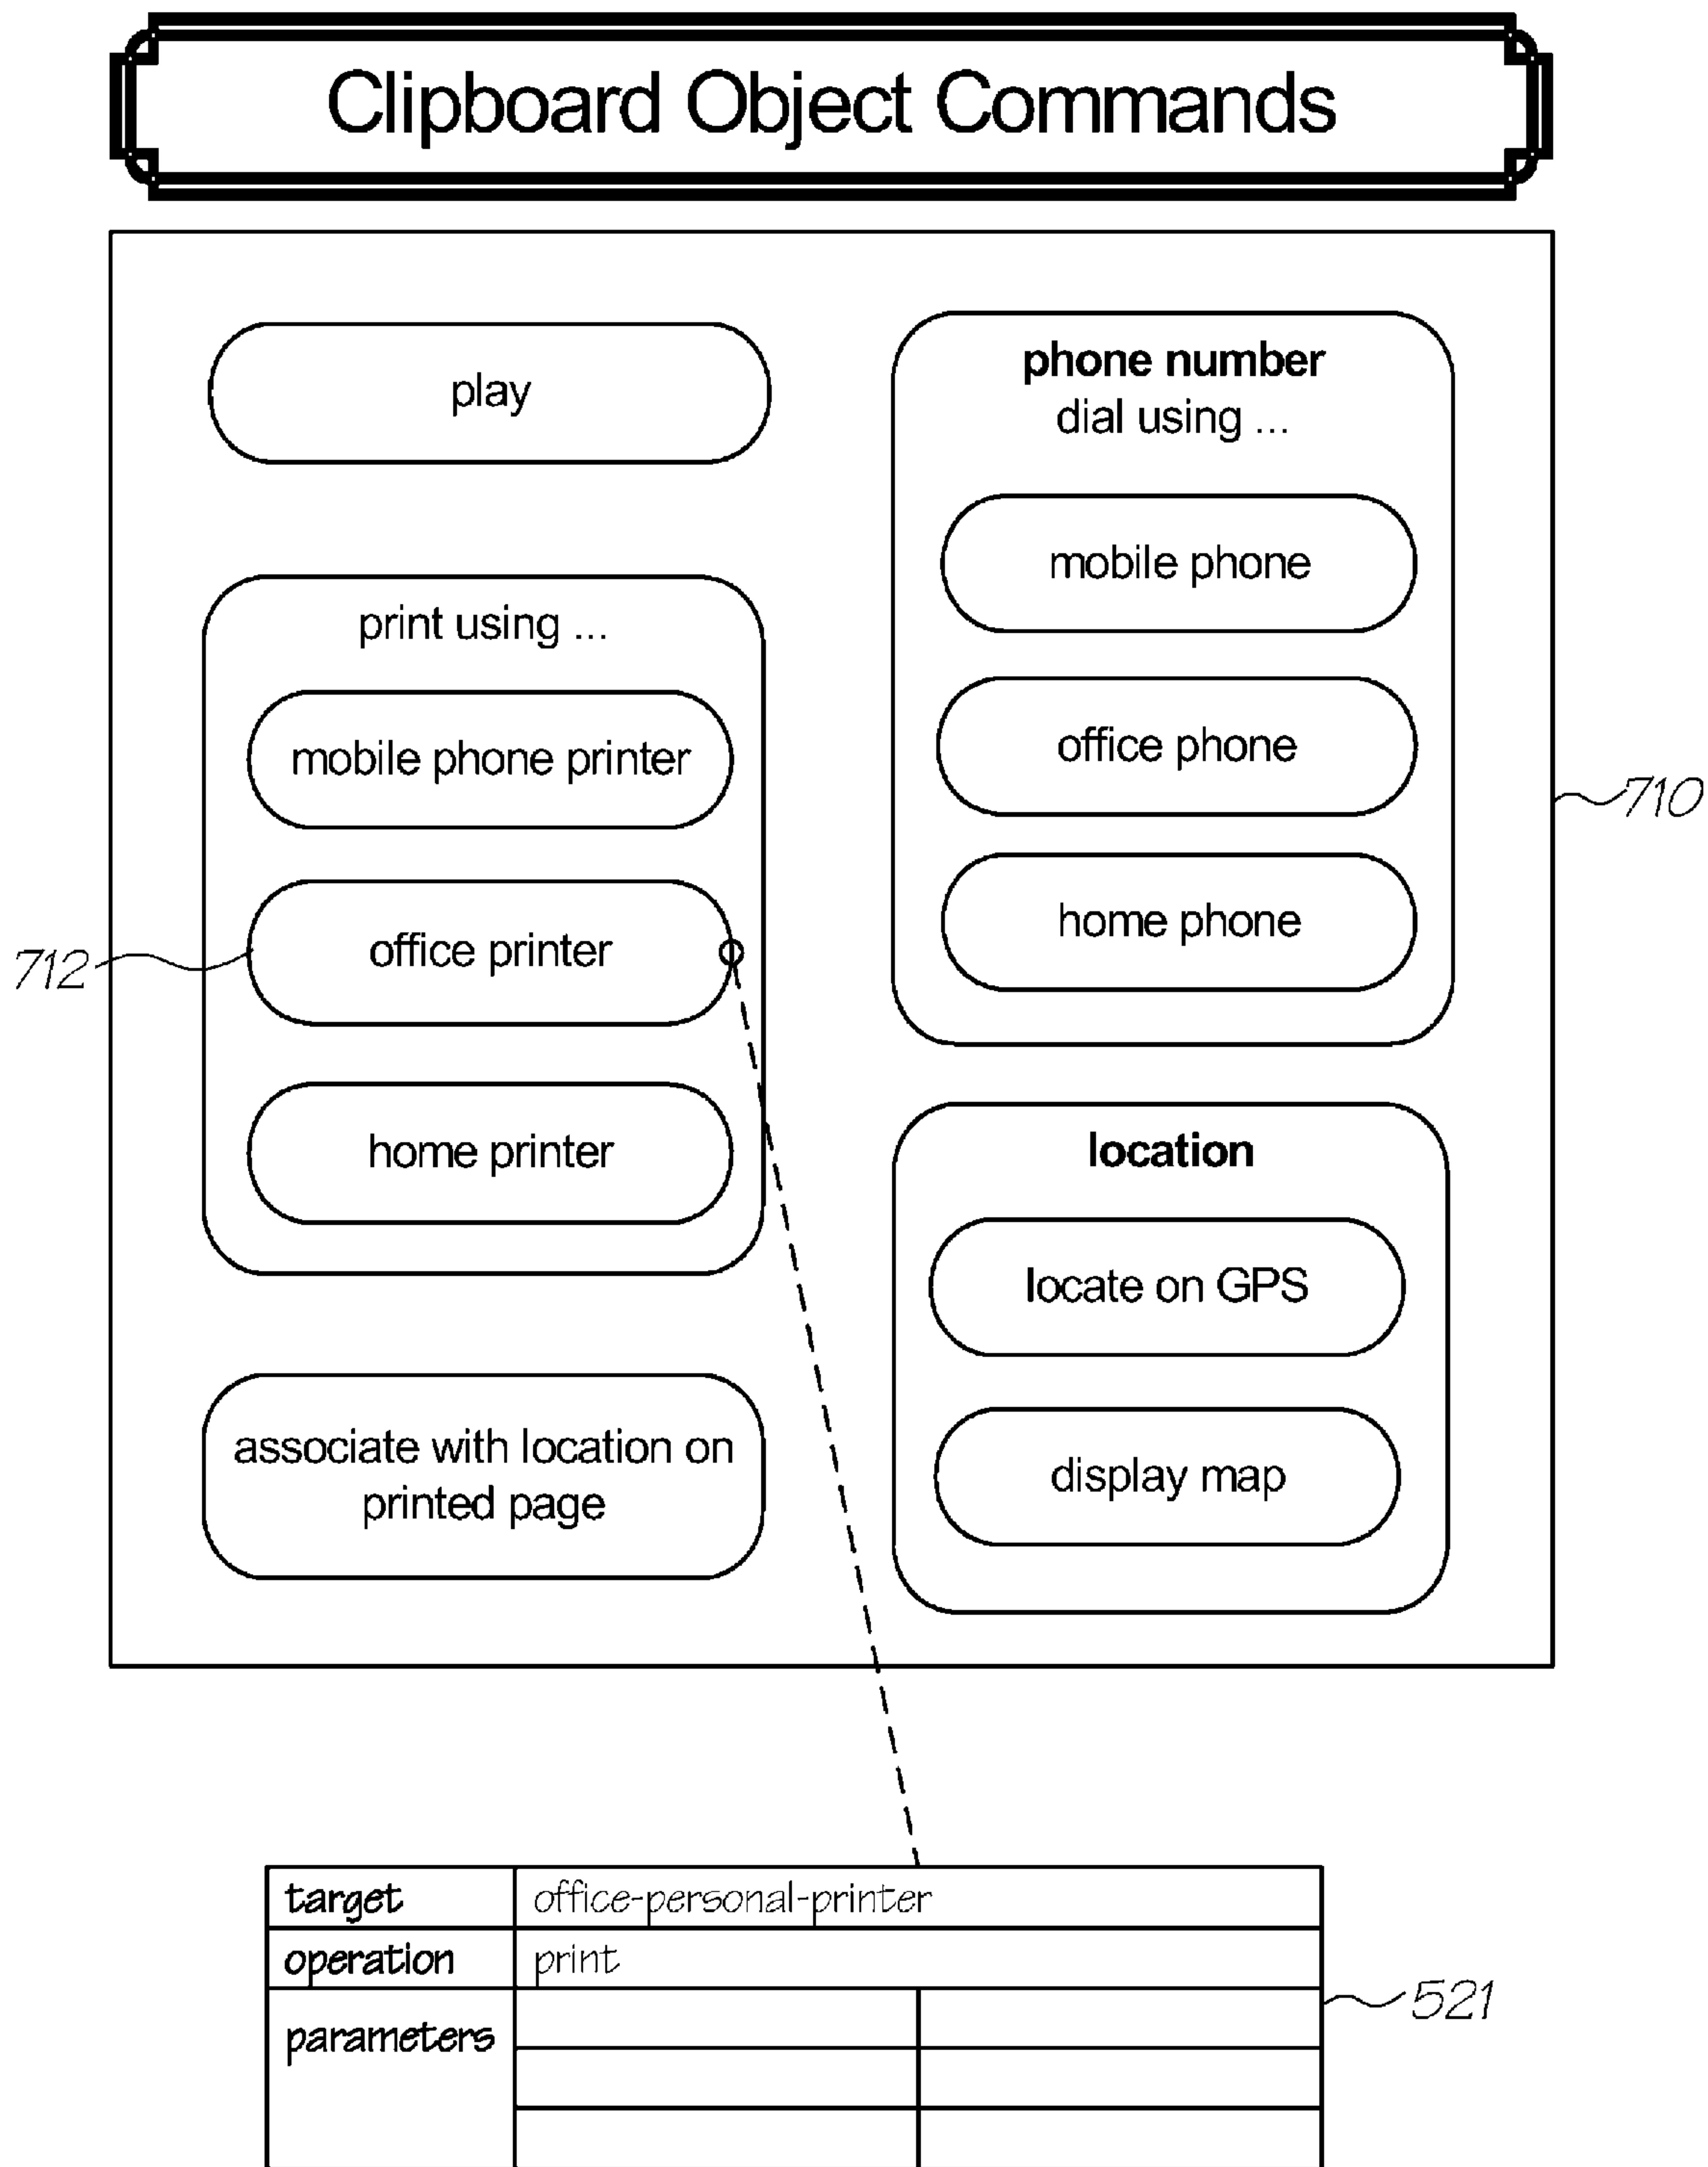 Clipboard Object Commands
play
print using ...
mobile phone printer
office printer
home printer
associate with location on
printed page
phone number
dial using ...
mobile phone
office phone
home phone
location
locate on GPS
display map
710
712
target office-personal-printer
operation print
parameters
521